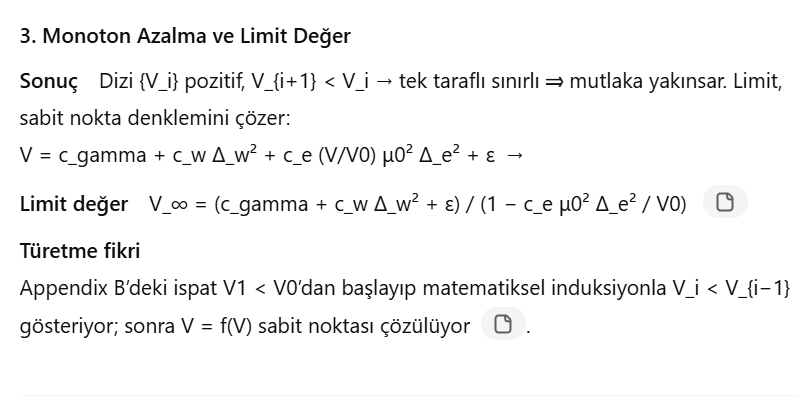 3. Monoton Azalma ve Limit Değer
Sonuç Dizi {V_i} pozitif, V_{i+1} < V_i → tek taraflı sınırlı ⇒ mutlaka yakınsar. Limit,
sabit nokta denklemini çözer:
V = c_gamma + c_w Δ_w² + c_e (V/V0) μ0² Δ_e² + ε →
Limit değer V_∞ = (c_gamma + c_w Δ_w² + ε) / (1 − c_e μ0² Δ_e² / V0)
Türetme fikri
Appendix B’deki ispat V1 < V0’dan başlayıp matematiksel induksiyonla V_i < V_{i−1}
gösteriyor; sonra V = f(V) sabit noktası çözülüyor .